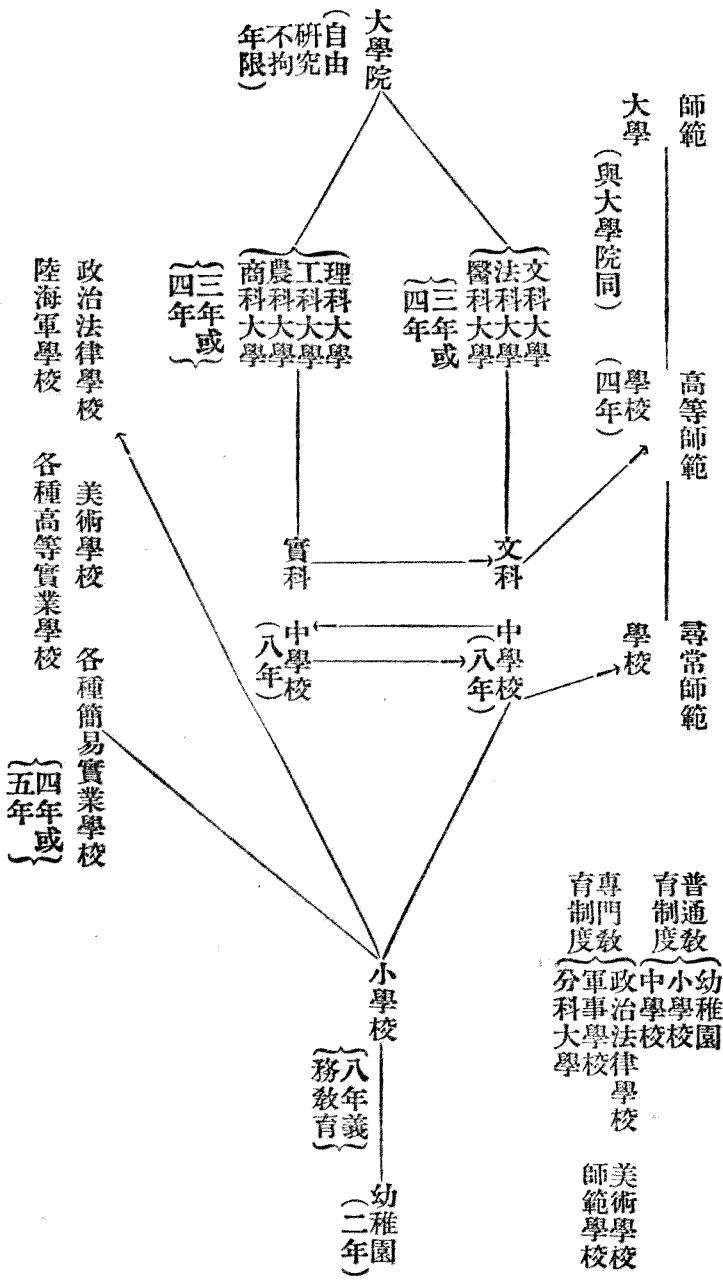 師範
大學
（與大學院同）
高等師範
學校
（四年）
尋常師範
學校
普通教
育制度
幼稚園
小學校
中學校
專門教
育制度
政治法律學校
軍事學校
分科大學
美術學校
師範學校
大學院
（自由
研究
不拘
年限）
文科大學
法科大學
醫科大學
三年或
四年
文科
中學校
（八年）
理科大學
工科大學
農科大學
商科大學
三年或
四年
實科
中學校
（八年）
小學校
八年義
務教育
幼稚園
（二年）
政治法律學校
美術學校
各種簡易實業學校
陸海軍學校
各種高等實業學校
四年或
五年